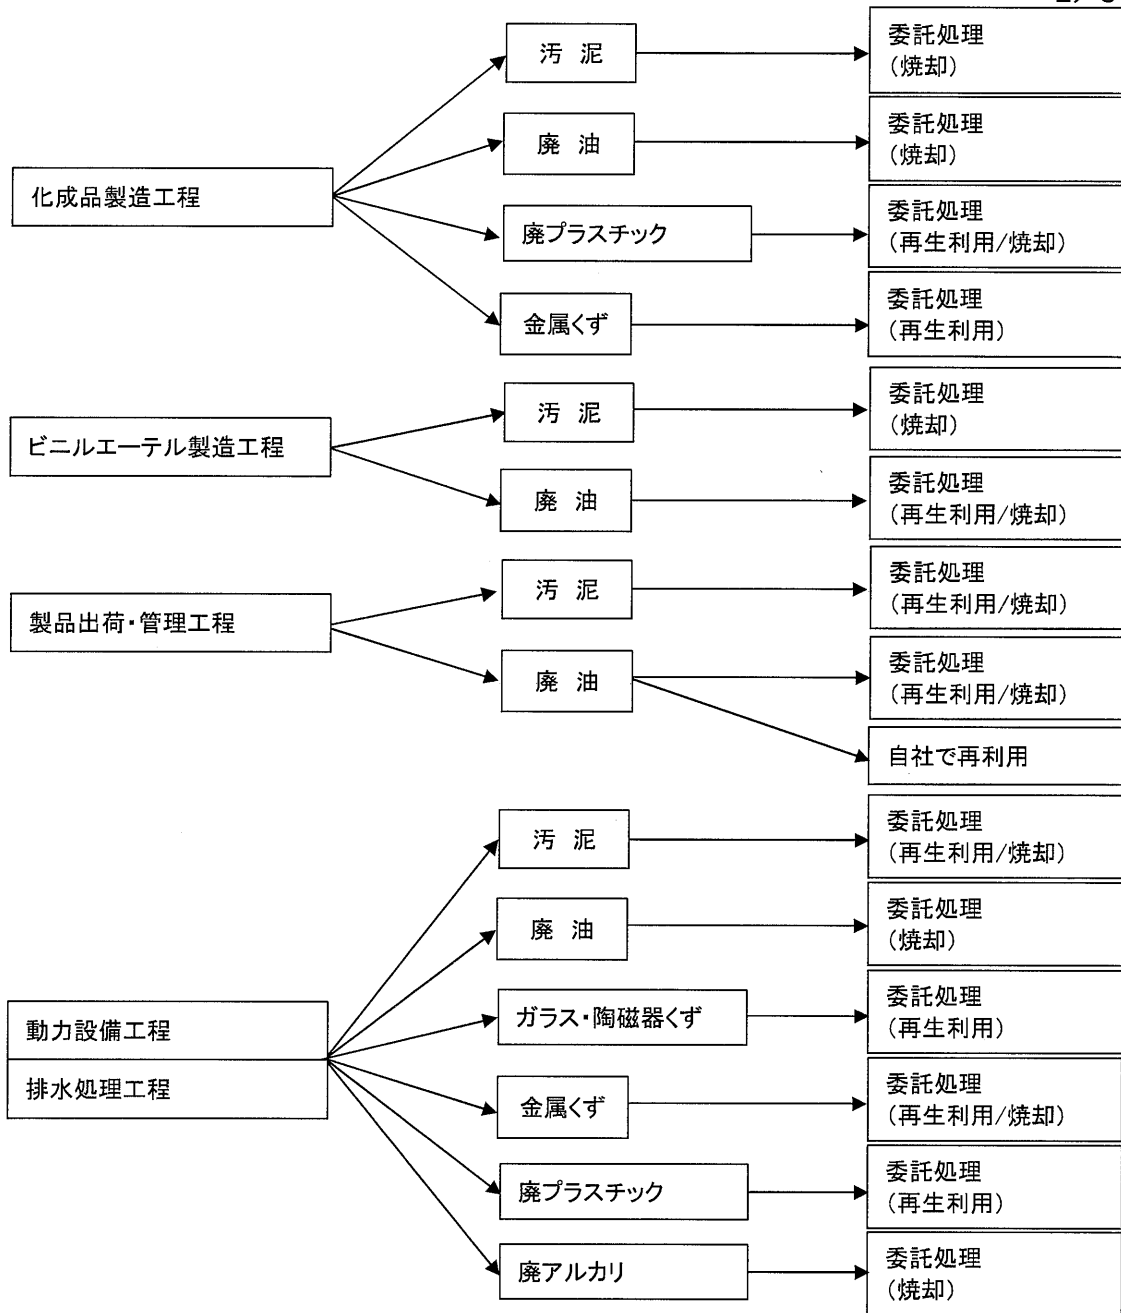 汚 泥
委託処理
(焼却)
廃 油
委託処理
(焼却)
化成品製造工程
廃プラスチック
委託処理
(再生利用/焼却)
金属くず
委託処理
(再生利用)
ビニルエーテル製造工程
汚 泥
委託処理
(焼却)
廃 油
委託処理
(再生利用/焼却)
製品出荷・管理工程
汚 泥
委託処理
(再生利用/焼却)
廃 油
委託処理
(再生利用/焼却)
自社で再利用
動力設備工程
排水処理工程
汚 泥
委託処理
(再生利用/焼却)
廃 油
委託処理
(焼却)
ガラス・陶磁器くず
委託処理
(再生利用)
金属くず
委託処理
(再生利用/焼却)
廃プラスチック
委託処理
(再生利用)
廃アルカリ
委託処理
(焼却)